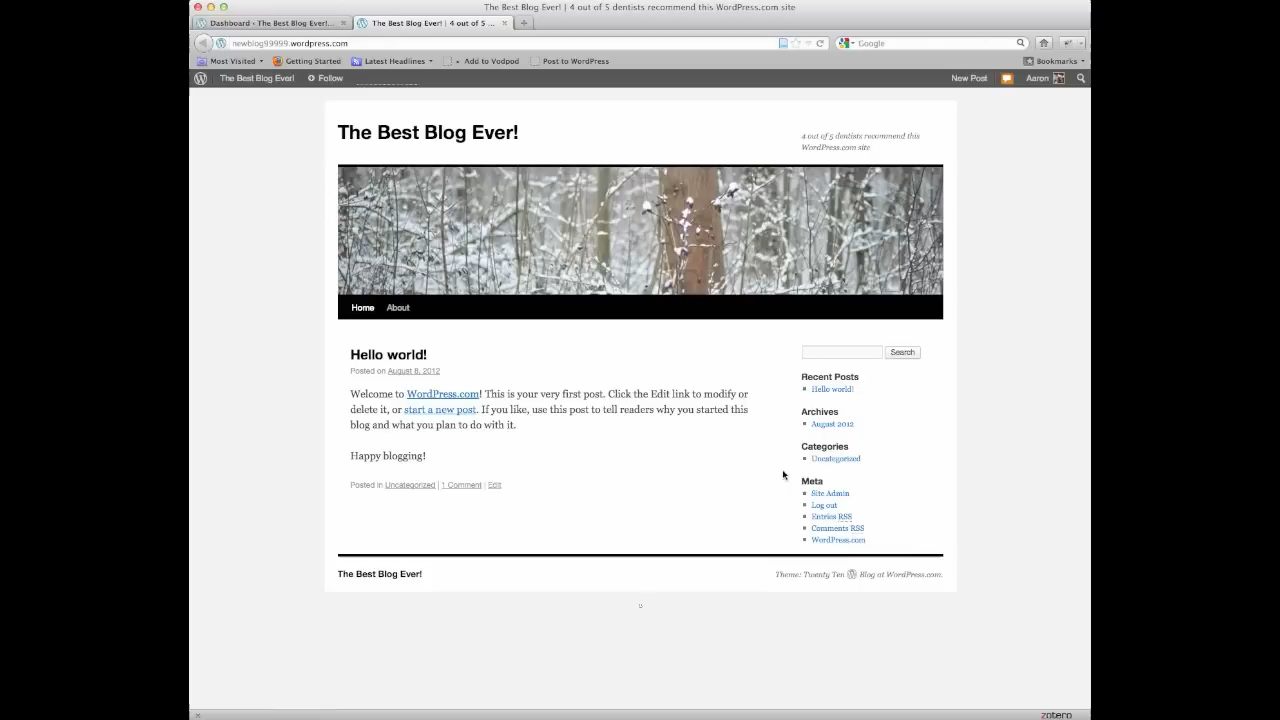 The Best Blog Ever! | 4 out of 5 dentists recommend this WordPress.com site
Dashboard ‹ The Best Blog Ever!...
The Best Blog Ever! | 4 out of 5 ...
newblog99999.wordpress.com
Google
Most Visited
Getting Started
Latest Headlines
Add to Vodpod
Post to WordPress
Bookmarks
The Best Blog Ever!
Follow
New Post
Aaron
The Best Blog Ever!
4 out of 5 dentists recommend this
WordPress.com site
Home
About
Hello world!
Posted on August 8, 2012
Welcome to WordPress.com! This is your very first post. Click the Edit link to modify or
delete it, or start a new post. If you like, use this post to tell readers why you started this
blog and what you plan to do with it.
Happy blogging!
Posted in Uncategorized | 1 Comment | Edit
Search
Recent Posts
Hello world!
Archives
August 2012
Categories
Uncategorized
Meta
Site Admin
Log out
Entries RSS
Comments RSS
WordPress.com
The Best Blog Ever!
Theme: Twenty Ten
Blog at WordPress.com.
zotero